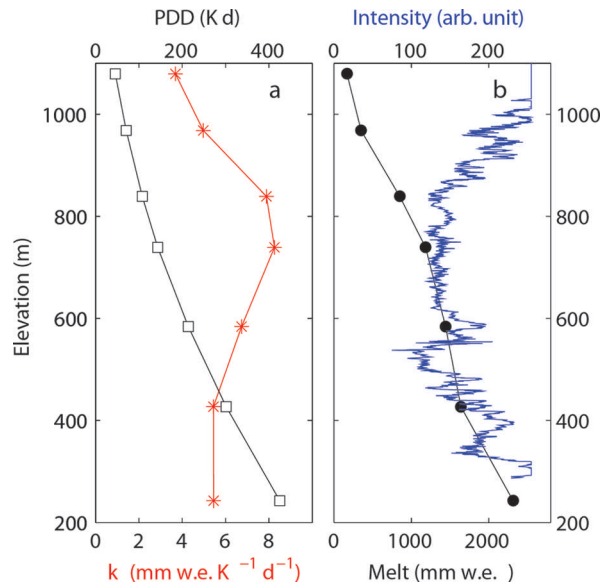 PDD (K d)
Intensity (arb. unit)
0 200 400
0 100 200
a
b
Elevation (m)
1000
800
600
400
200
1000
800
600
400
200
0 2 4 6 8
0 1000 2000
k (mm w.e. K⁻¹ d⁻¹)
Melt (mm w.e. )